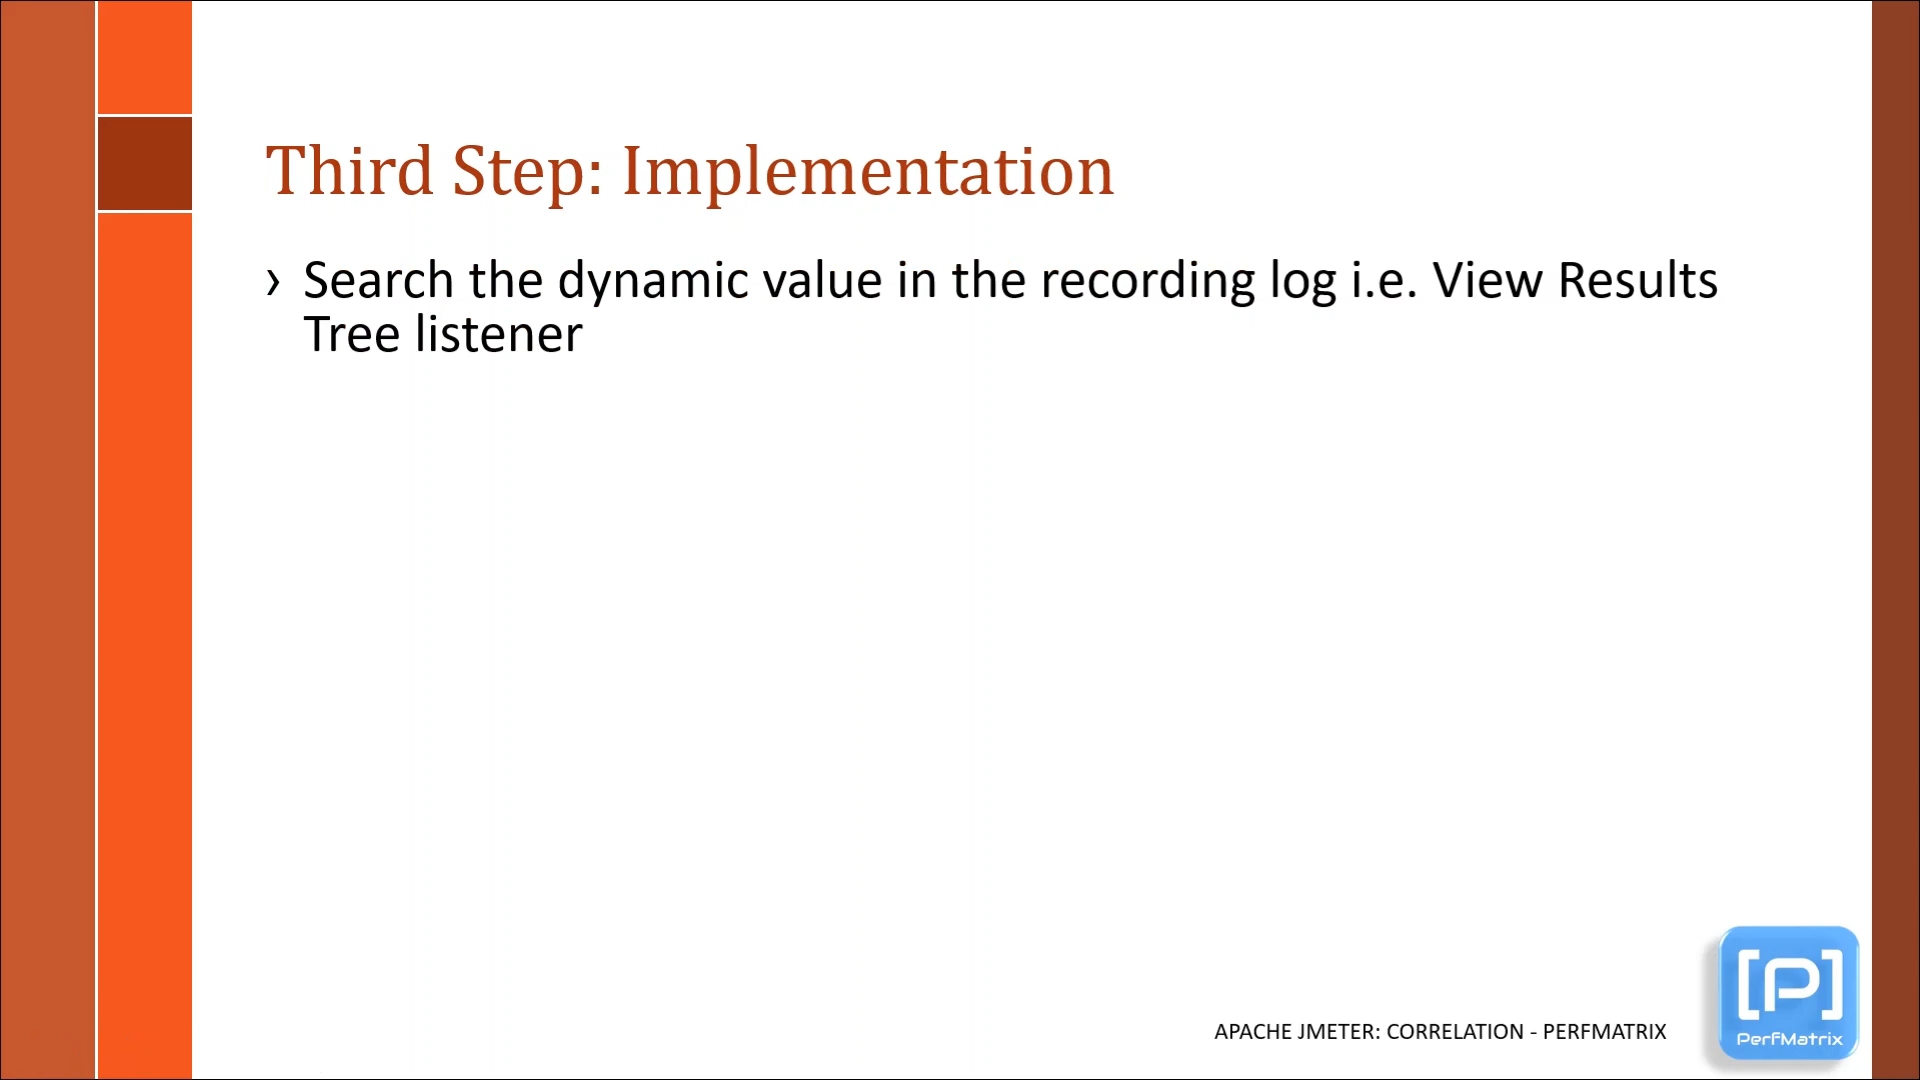 Third Step: Implementation
› Search the dynamic value in the recording log i.e. View Results
Tree listener
APACHE JMETER: CORRELATION - PERFMATRIX
[P]
PerfMatrix